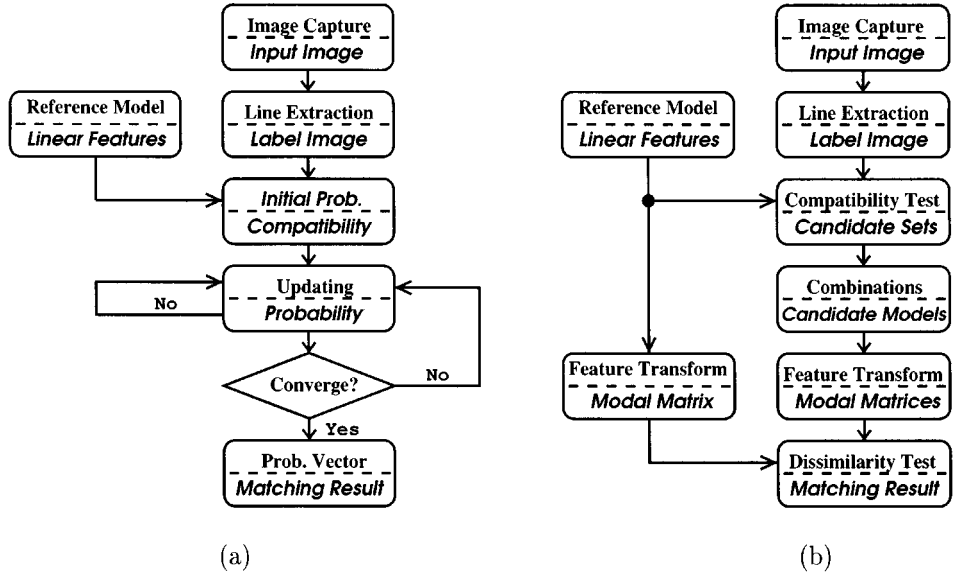 Image Capture
Input Image
Reference Model
Linear Features
Line Extraction
Label Image
Initial Prob.
Compatibility
Updating
Probability
No
Converge?
No
Yes
Prob. Vector
Matching Result
(a)
Image Capture
Input Image
Reference Model
Linear Features
Line Extraction
Label Image
Compatibility Test
Candidate Sets
Combinations
Candidate Models
Feature Transform
Modal Matrix
Feature Transform
Modal Matrices
Dissimilarity Test
Matching Result
(b)